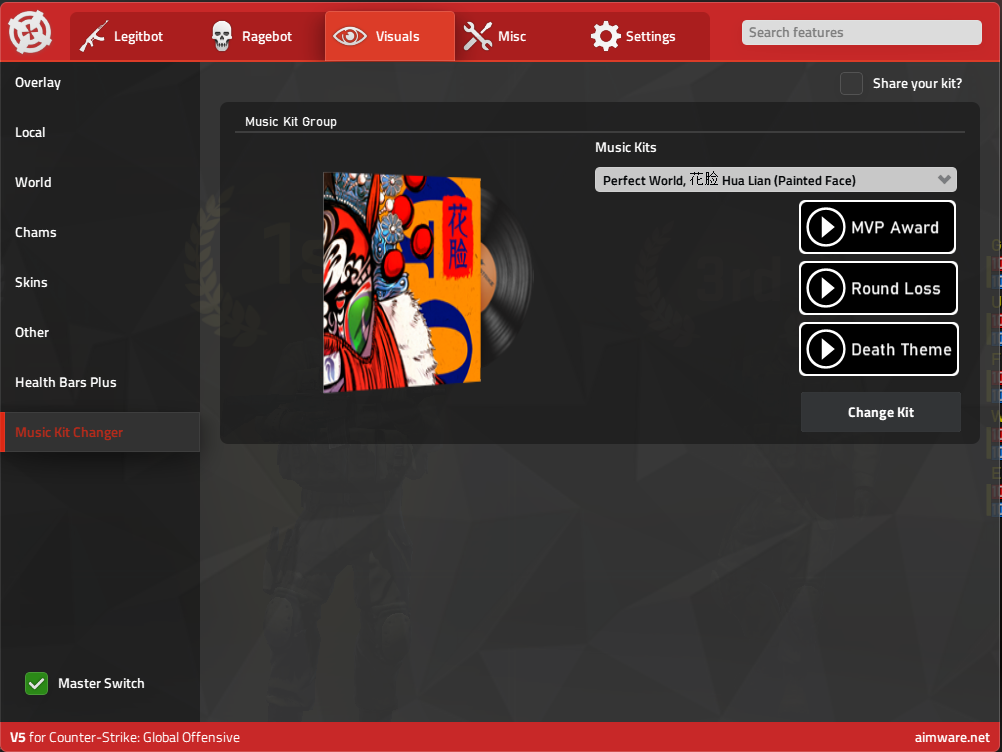 Legitbot
Ragebot
Visuals
Misc
Settings
Search features
Overlay
Local
World
Chams
Skins
Other
Health Bars Plus
Music Kit Changer
Master Switch
Share your kit?
Music Kit Group
Music Kits
Perfect World, 花脸 Hua Lian (Painted Face)
花脸
MVP Award
Round Loss
Death Theme
Change Kit
V5 for Counter-Strike: Global Offensive
aimware.net